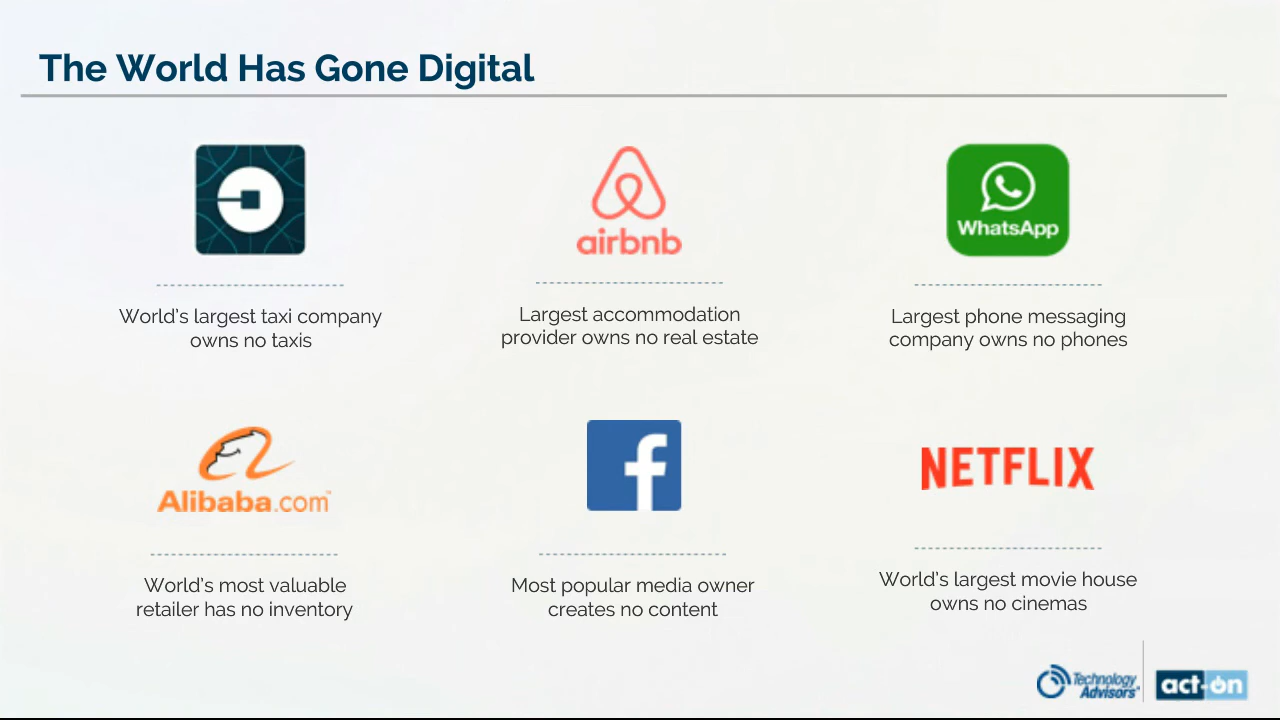 The World Has Gone Digital
airbnb
WhatsApp
World's largest taxi company
owns no taxis
Largest accommodation
provider owns no real estate
Largest phone messaging
company owns no phones
Alibaba.com
f
NETFLIX
World's most valuable
retailer has no inventory
Most popular media owner
creates no content
World's largest movie house
owns no cinemas
Technology
Advisors
act-on